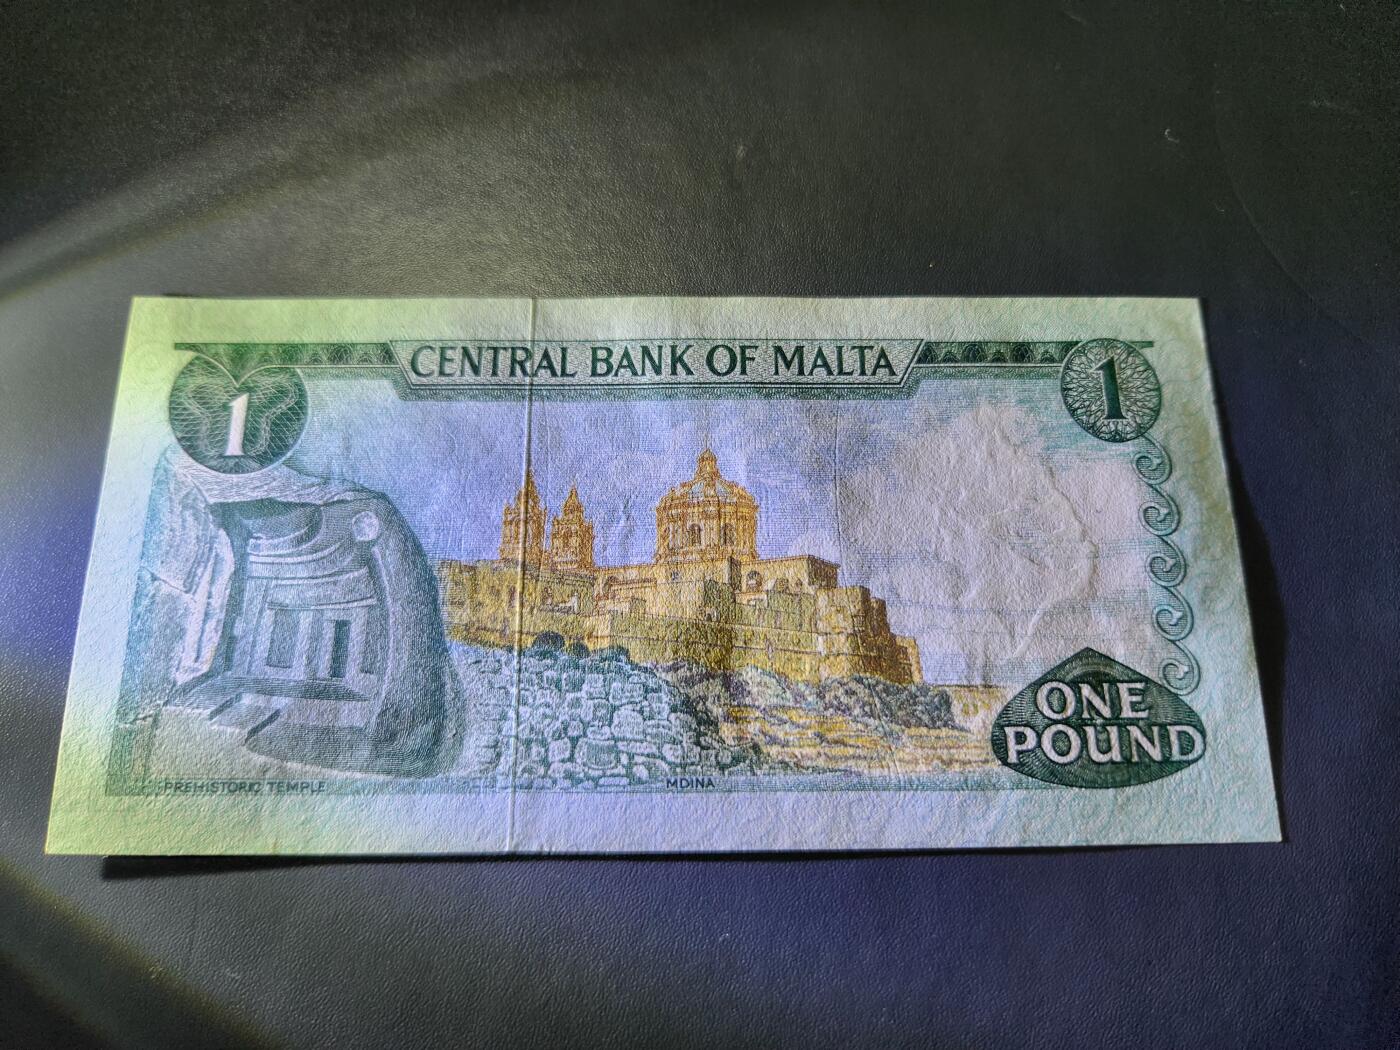 CENTRAL BANK OF MALTA
1
1
ONE
POUND
PREHISTORIC TEMPLE
MDINA